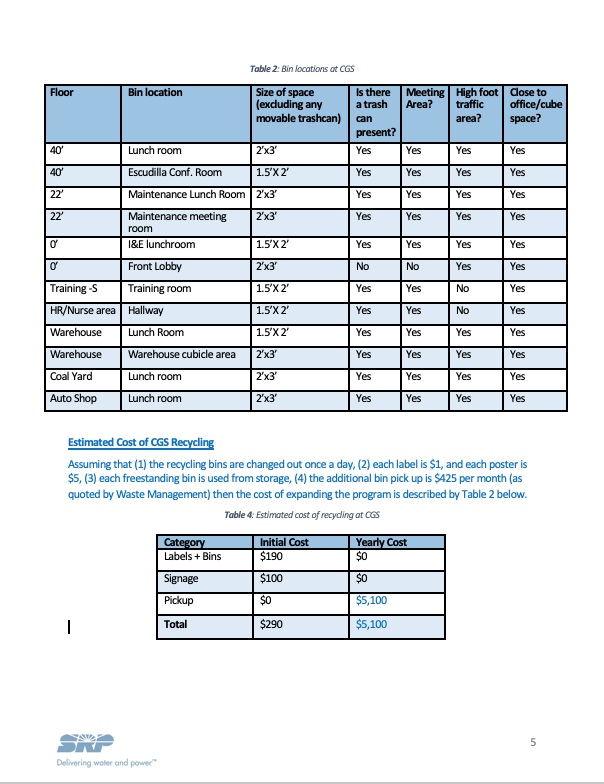 Table 2: Bin locations at CGS
Floor Bin location Size of space (excluding any movable trashcan) Is there a trash can present? Meeting Area? High foot traffic area? Close to office/cube space?
40’ Lunch room 2’x3’ Yes Yes Yes Yes
40’ Escudilla Conf. Room 1.5’X 2’ Yes Yes Yes Yes
22’ Maintenance Lunch Room 2’x3’ Yes Yes Yes Yes
22’ Maintenance meeting room 2’x3’ Yes Yes Yes Yes
0’ I&E lunchroom 1.5’X 2’ Yes Yes Yes Yes
0’ Front Lobby 2’x3’ No No Yes Yes
Training -S Training room 1.5’X 2’ Yes Yes No Yes
HR/Nurse area Hallway 1.5’X 2’ Yes Yes No Yes
Warehouse Lunch Room 1.5’X 2’ Yes Yes Yes Yes
Warehouse Warehouse cubicle area 2’x3’ Yes Yes Yes Yes
Coal Yard Lunch room 2’x3’ Yes Yes Yes Yes
Auto Shop Lunch room 2’x3’ Yes Yes Yes Yes
Estimated Cost of CGS Recycling
Assuming that (1) the recycling bins are changed out once a day, (2) each label is $1, and each poster is
$5, (3) each freestanding bin is used from storage, (4) the additional bin pick up is $425 per month (as
quoted by Waste Management) then the cost of expanding the program is described by Table 2 below.
Table 4: Estimated cost of recycling at CGS
Category Initial Cost Yearly Cost
Labels + Bins $190 $0
Signage $100 $0
Pickup $0 $5,100
Total $290 $5,100
5
SRP
Delivering water and power™